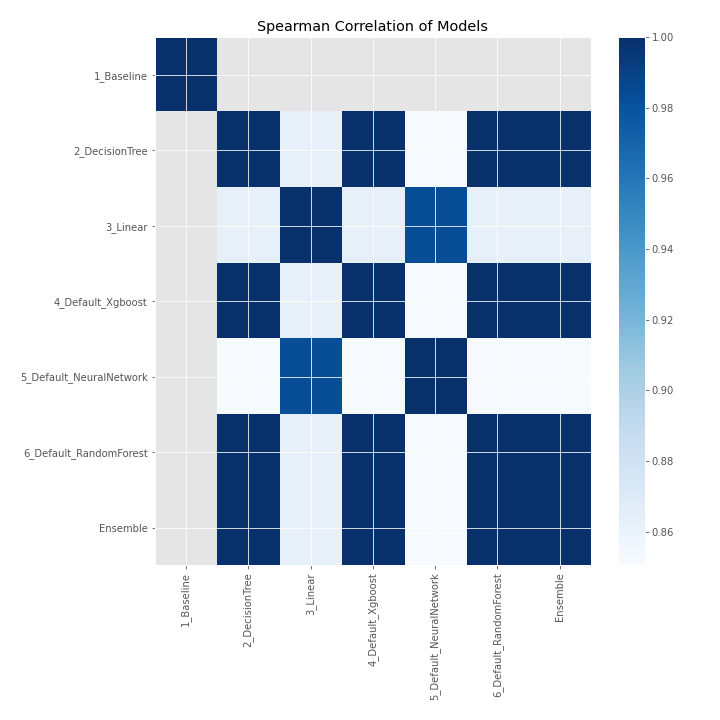 Spearman Correlation of Models
1_Baseline
2_DecisionTree
3_Linear
4_Default_Xgboost
5_Default_NeuralNetwork
6_Default_RandomForest
Ensemble
1_Baseline
2_DecisionTree
3_Linear
4_Default_Xgboost
5_Default_NeuralNetwork
6_Default_RandomForest
Ensemble
1.00
0.98
0.96
0.94
0.92
0.90
0.88
0.86